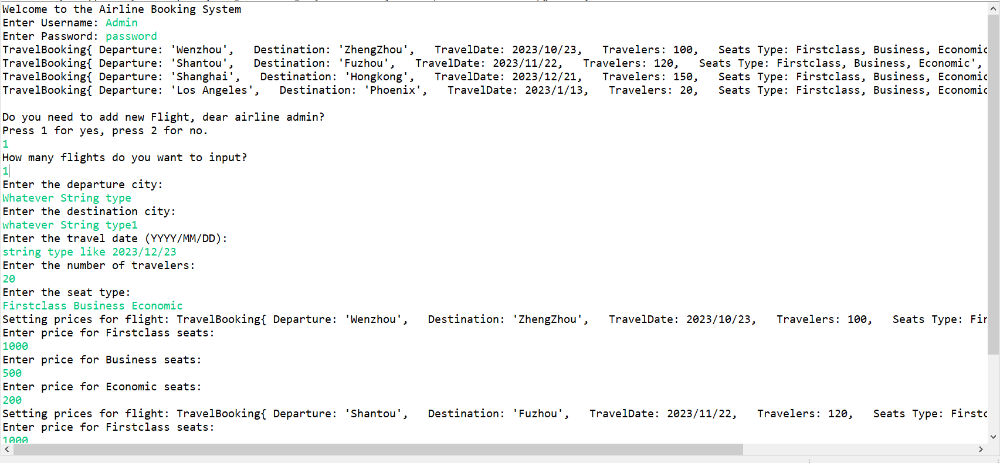 Welcome to the Airline Booking System
Enter Username: Admin
Enter Password: password
TravelBooking{ Departure: 'Wenzhou',   Destination: 'ZhengZhou',   TravelDate: 2023/10/23,   Travelers: 100,   Seats Type: Firstclass, Business, Economic
TravelBooking{ Departure: 'Shantou',   Destination: 'Fuzhou',   TravelDate: 2023/11/22,   Travelers: 120,   Seats Type: Firstclass, Business, Economic',
TravelBooking{ Departure: 'Shanghai',   Destination: 'Hongkong',   TravelDate: 2023/12/21,   Travelers: 150,   Seats Type: Firstclass, Business, Economic
TravelBooking{ Departure: 'Los Angeles',   Destination: 'Phoenix',   TravelDate: 2023/1/13,   Travelers: 20,   Seats Type: Firstclass, Business, Economic
Do you need to add new Flight, dear airline admin?
Press 1 for yes, press 2 for no.
1
How many flights do you want to input?
1
Enter the departure city:
Whatever String type
Enter the destination city:
whatever String type1
Enter the travel date (YYYY/MM/DD):
string type like 2023/12/23
Enter the number of travelers:
20
Enter the seat type:
Firstclass Business Economic
Setting prices for flight: TravelBooking{ Departure: 'Wenzhou',   Destination: 'ZhengZhou',   TravelDate: 2023/10/23,   Travelers: 100,   Seats Type: Fir
Enter price for Firstclass seats:
1000
Enter price for Business seats:
500
Enter price for Economic seats:
200
Setting prices for flight: TravelBooking{ Departure: 'Shantou',   Destination: 'Fuzhou',   TravelDate: 2023/11/22,   Travelers: 120,   Seats Type: Firstc
Enter price for Firstclass seats:
1000